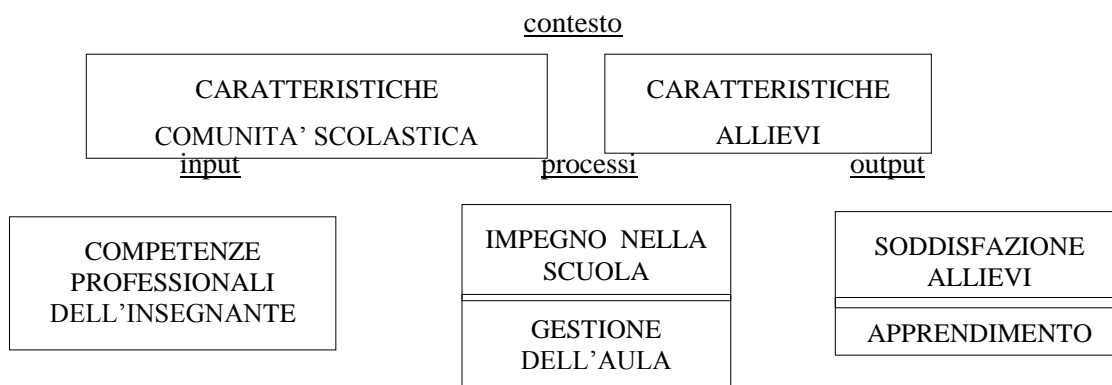 contesto
CARATTERISTICHE
COMUNITA’ SCOLASTICA
CARATTERISTICHE
ALLIEVI
input
processi
output
COMPETENZE
PROFESSIONALI
DELL’INSEGNANTE
IMPEGNO NELLA
SCUOLA
GESTIONE
DELL’AULA
SODDISFAZIONE
ALLIEVI
APPRENDIMENTO